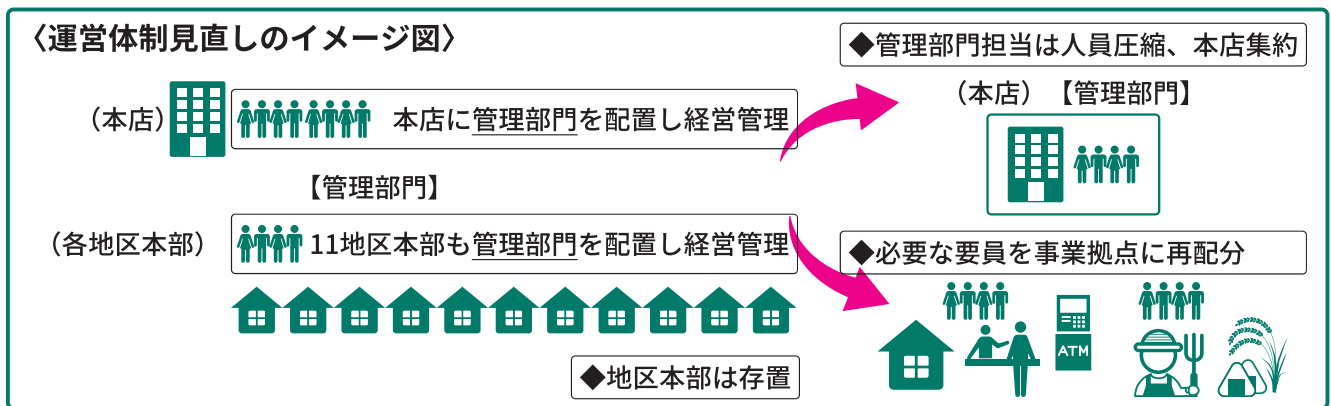 〈運営体制見直しのイメージ図〉
（本店）
本店に管理部門を配置し経営管理
【管理部門】
（各地区本部）
11地区本部も管理部門を配置し経営管理
◆地区本部は存置
◆管理部門担当は人員圧縮、本店集約
（本店）【管理部門】
◆必要な要員を事業拠点に再配分
ATM